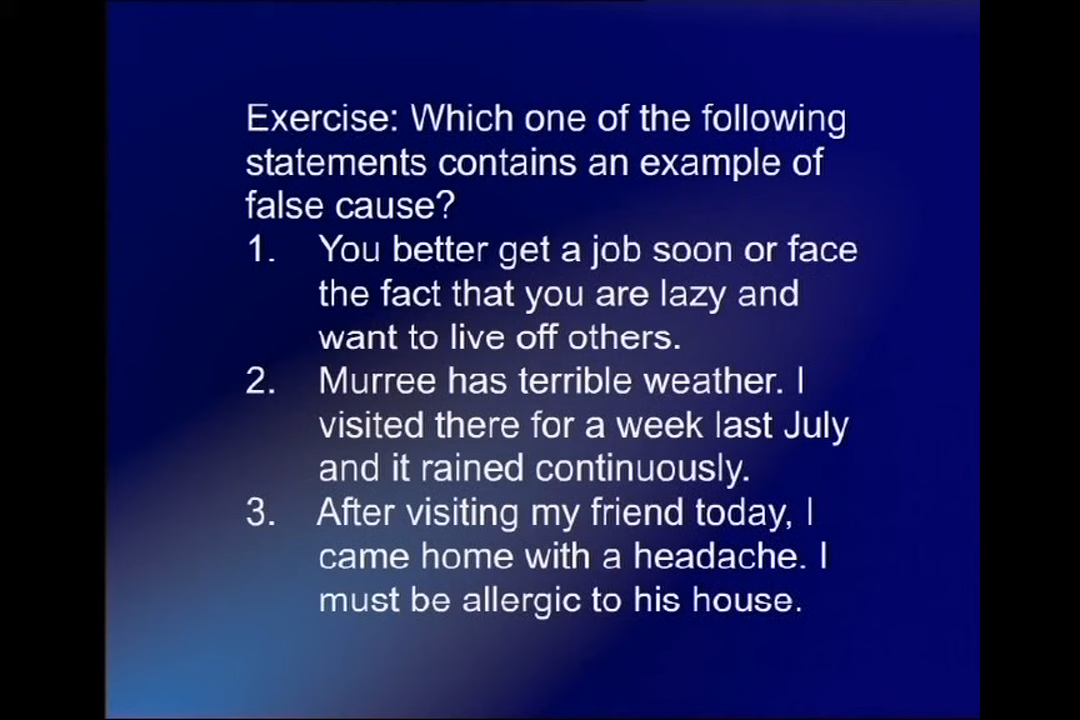 Exercise: Which one of the following
statements contains an example of
false cause?
1. You better get a job soon or face
the fact that you are lazy and
want to live off others.
2. Murree has terrible weather. I
visited there for a week last July
and it rained continuously.
3. After visiting my friend today, I
came home with a headache. I
must be allergic to his house.